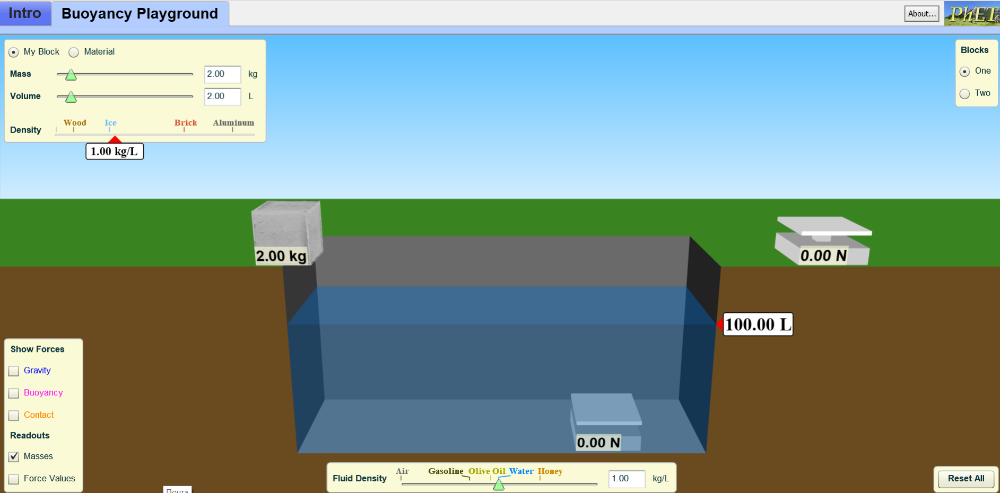 Intro
Buoyancy Playground
About...
PhET
My Block
Material
Mass
2.00
kg
Volume
2.00
L
Wood
Ice
Brick
Aluminum
Density
1.00 kg/L
Blocks
One
Two
2.00 kg
0.00 N
100.00 L
0.00 N
Show Forces
Gravity
Buoyancy
Contact
Readouts
Masses
Force Values
Air
Gasoline
Olive Oil
Water
Honey
Fluid Density
1.00
kg/L
Reset All
Почта